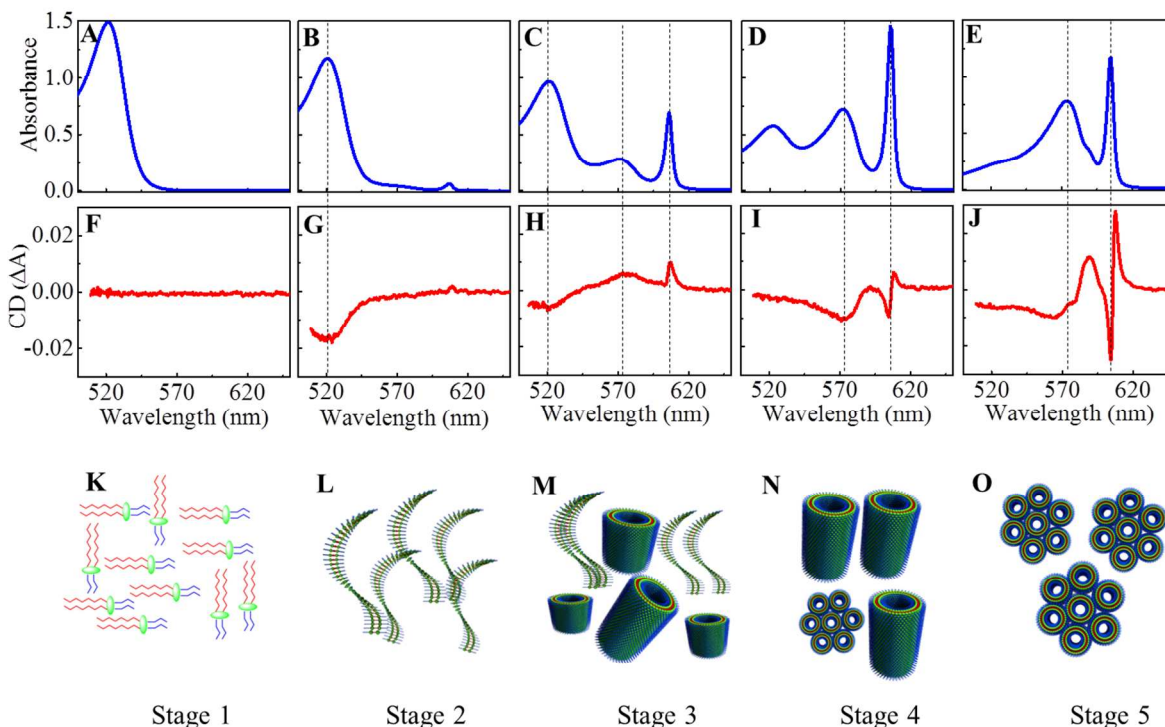 A B C D E
Absorbance
1.5
1.0
0.5
0.0
F G H I J
CD (ΔA)
0.02
0.00
-0.02
520 570 620 520 570 620 520 570 620 520 570 620 520 570 620
Wavelength (nm) Wavelength (nm) Wavelength (nm) Wavelength (nm) Wavelength (nm)
K L M N O
Stage 1 Stage 2 Stage 3 Stage 4 Stage 5